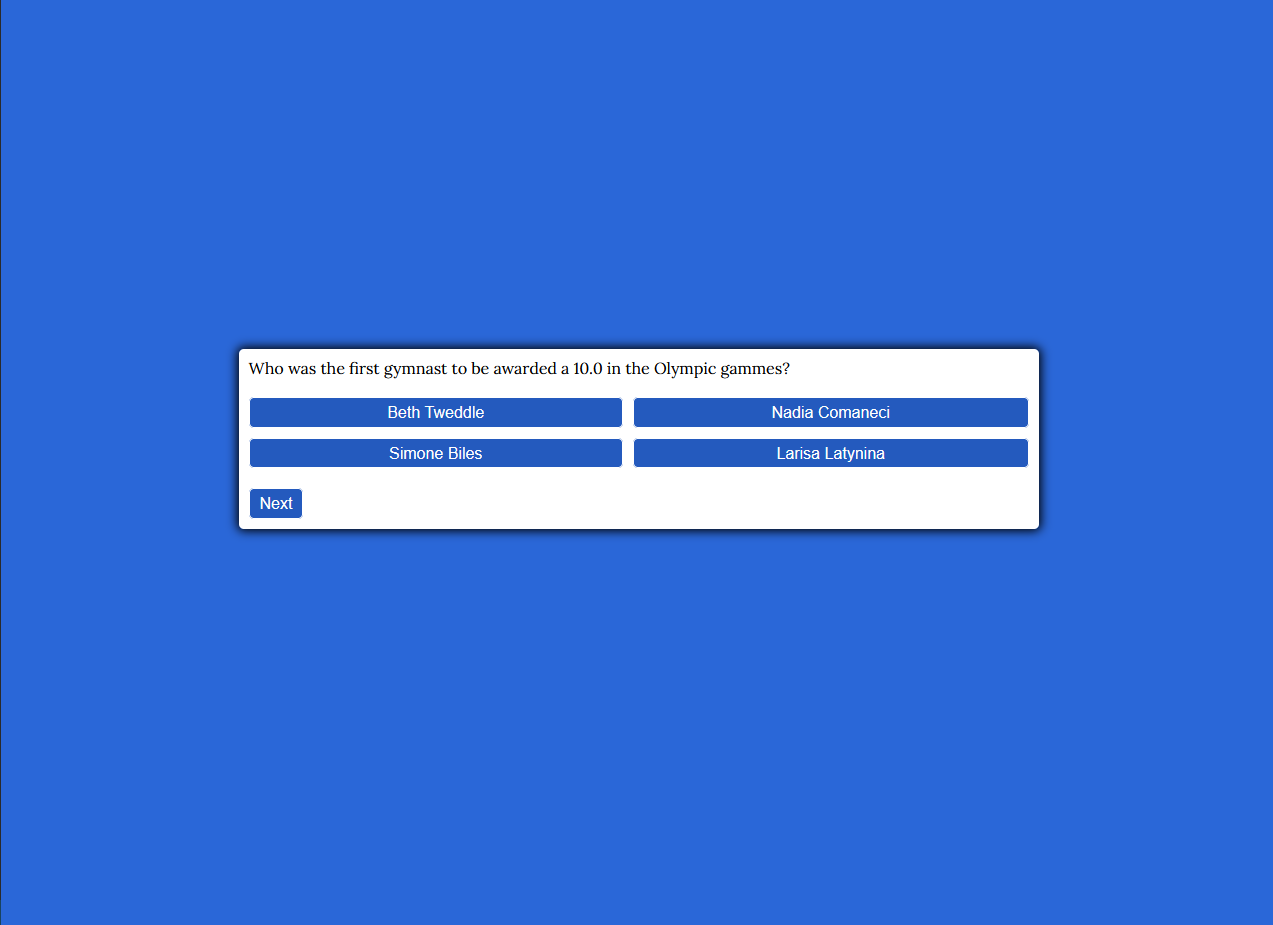 Who was the first gymnast to be awarded a 10.0 in the Olympic gammes?
Beth Tweddle
Nadia Comaneci
Simone Biles
Larisa Latynina
Next